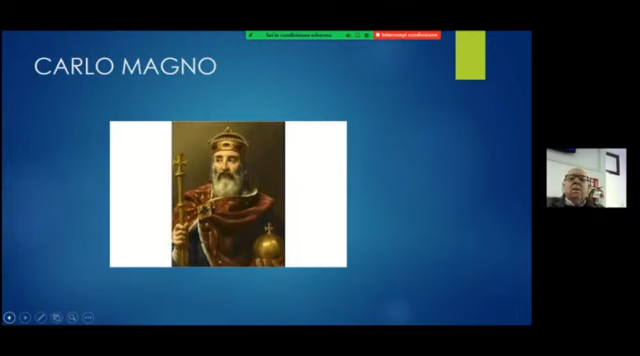 Sei in condivisione schermo
Interrompi condivisione
CARLO MAGNO